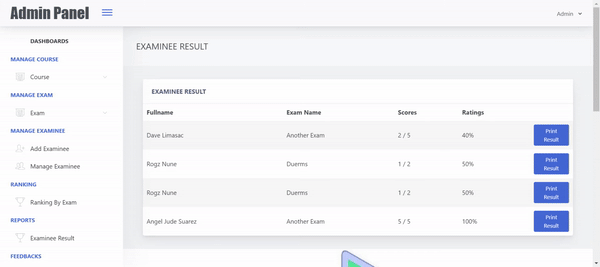 Admin Panel
Admin
DASHBOARDS
MANAGE COURSE
Course
MANAGE EXAM
Exam
MANAGE EXAMINEE
Add Examinee
Manage Examinee
RANKING
Ranking By Exam
REPORTS
Examinee Result
FEEDBACKS
EXAMINEE RESULT
EXAMINEE RESULT
Fullname Exam Name Scores Ratings
Dave Limasac Another Exam 2 / 5 40% Print
Result
Rogz Nune Duerms 1 / 2 50% Print
Result
Rogz Nune Duerms 1 / 2 50% Print
Result
Angel Jude Suarez Another Exam 5 / 5 100% Print
Result